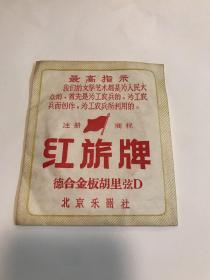 最高指示
我们的文学艺术都是为人民大
众的，首先是为工农兵的，为工农
兵而创作，为工农兵所利用的。
注册 商标
红旗牌
德合金板胡里弦D
北京乐器社